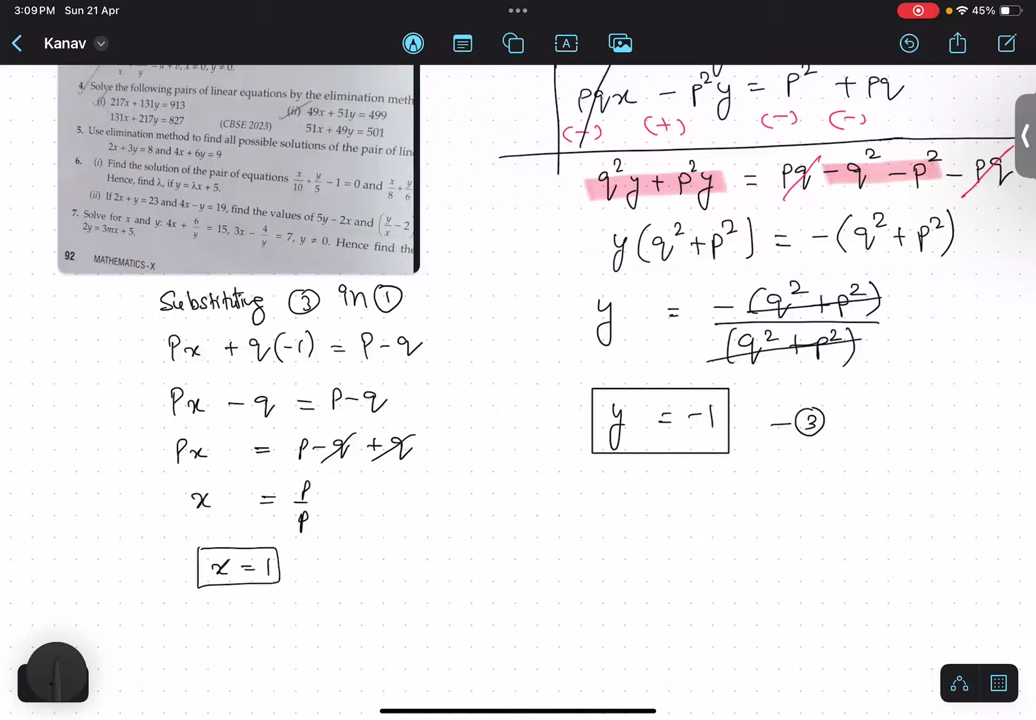 3:09 PM Sun 21 Apr
45%
Kanav
4. Solve the following pairs of linear equations by the elimination meth
(i) 217x + 131y = 913
(ii) 49x + 51y = 499
131x + 217y = 827
(CBSE 2023)
51x + 49y = 501
5. Use elimination method to find all possible solutions of the pair of line
2x + 3y = 8 and 4x + 6y = 9
6. (i) Find the solution of the pair of equations x/10 + y/5 − 1 = 0 and x/8 + y/6
Hence, find λ, if y = λx + 5.
(ii) If 2x + y = 23 and 4x − y = 19, find the values of 5y − 2x and (y/x − 2
7. Solve for x and y: 4x + 6/y = 15, 3x − 4/y = 7, y ≠ 0. Hence find the
2y = 3mx + 5.
92 MATHEMATICS-X
Substituting ③ in ①
Px + q(-1) = P - q
Px - q = P - q
Px = P - q + q
x = P/P
x = 1
pqx - p²y = p² + pq
(-) (+) (-) (-)
q²y + p²y = pq - q² - p² - pq
y(q² + p²) = -(q² + p²)
y = -(q² + p²)/(q² + p²)
y = -1 - ③